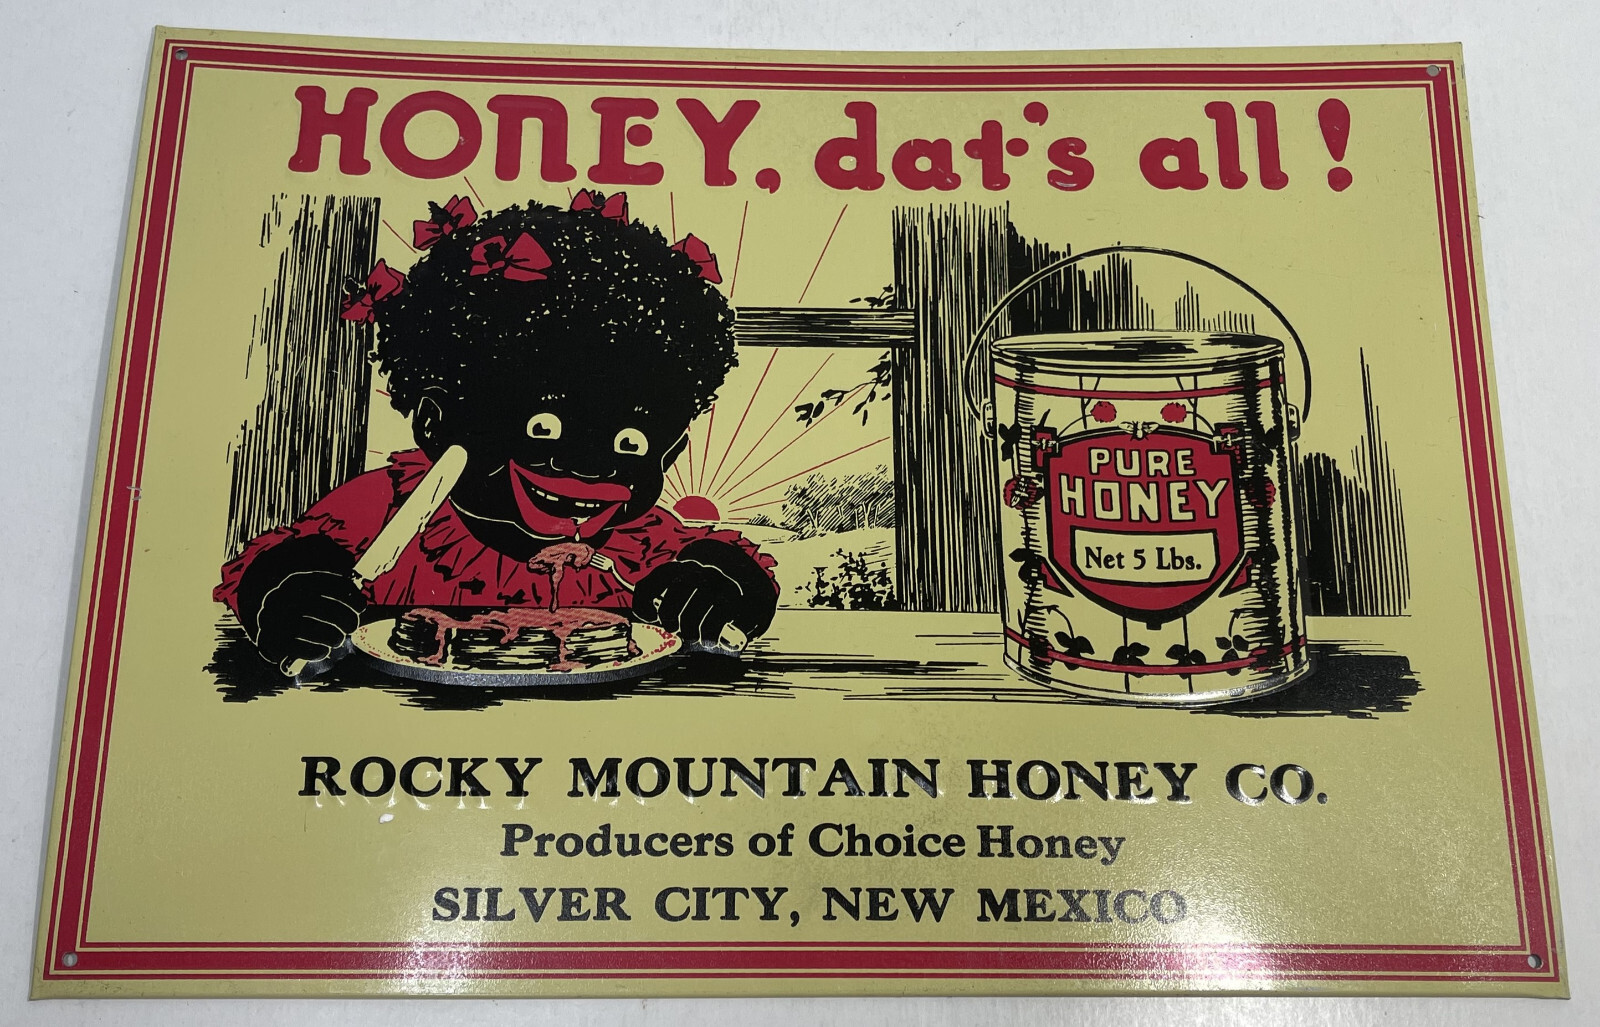 HONEY, dat's all!
PURE
HONEY
Net 5 Lbs.
ROCKY MOUNTAIN HONEY CO.
Producers of Choice Honey
SILVER CITY, NEW MEXICO